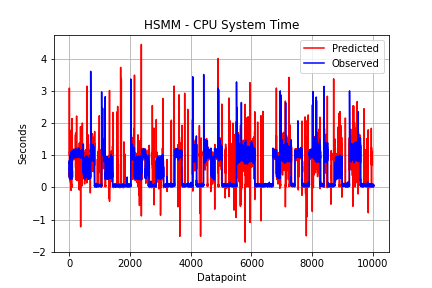 HSMM - CPU System Time
Predicted
Observed
4
3
2
1
0
−1
−2
Seconds
0 2000 4000 6000 8000 10000
Datapoint